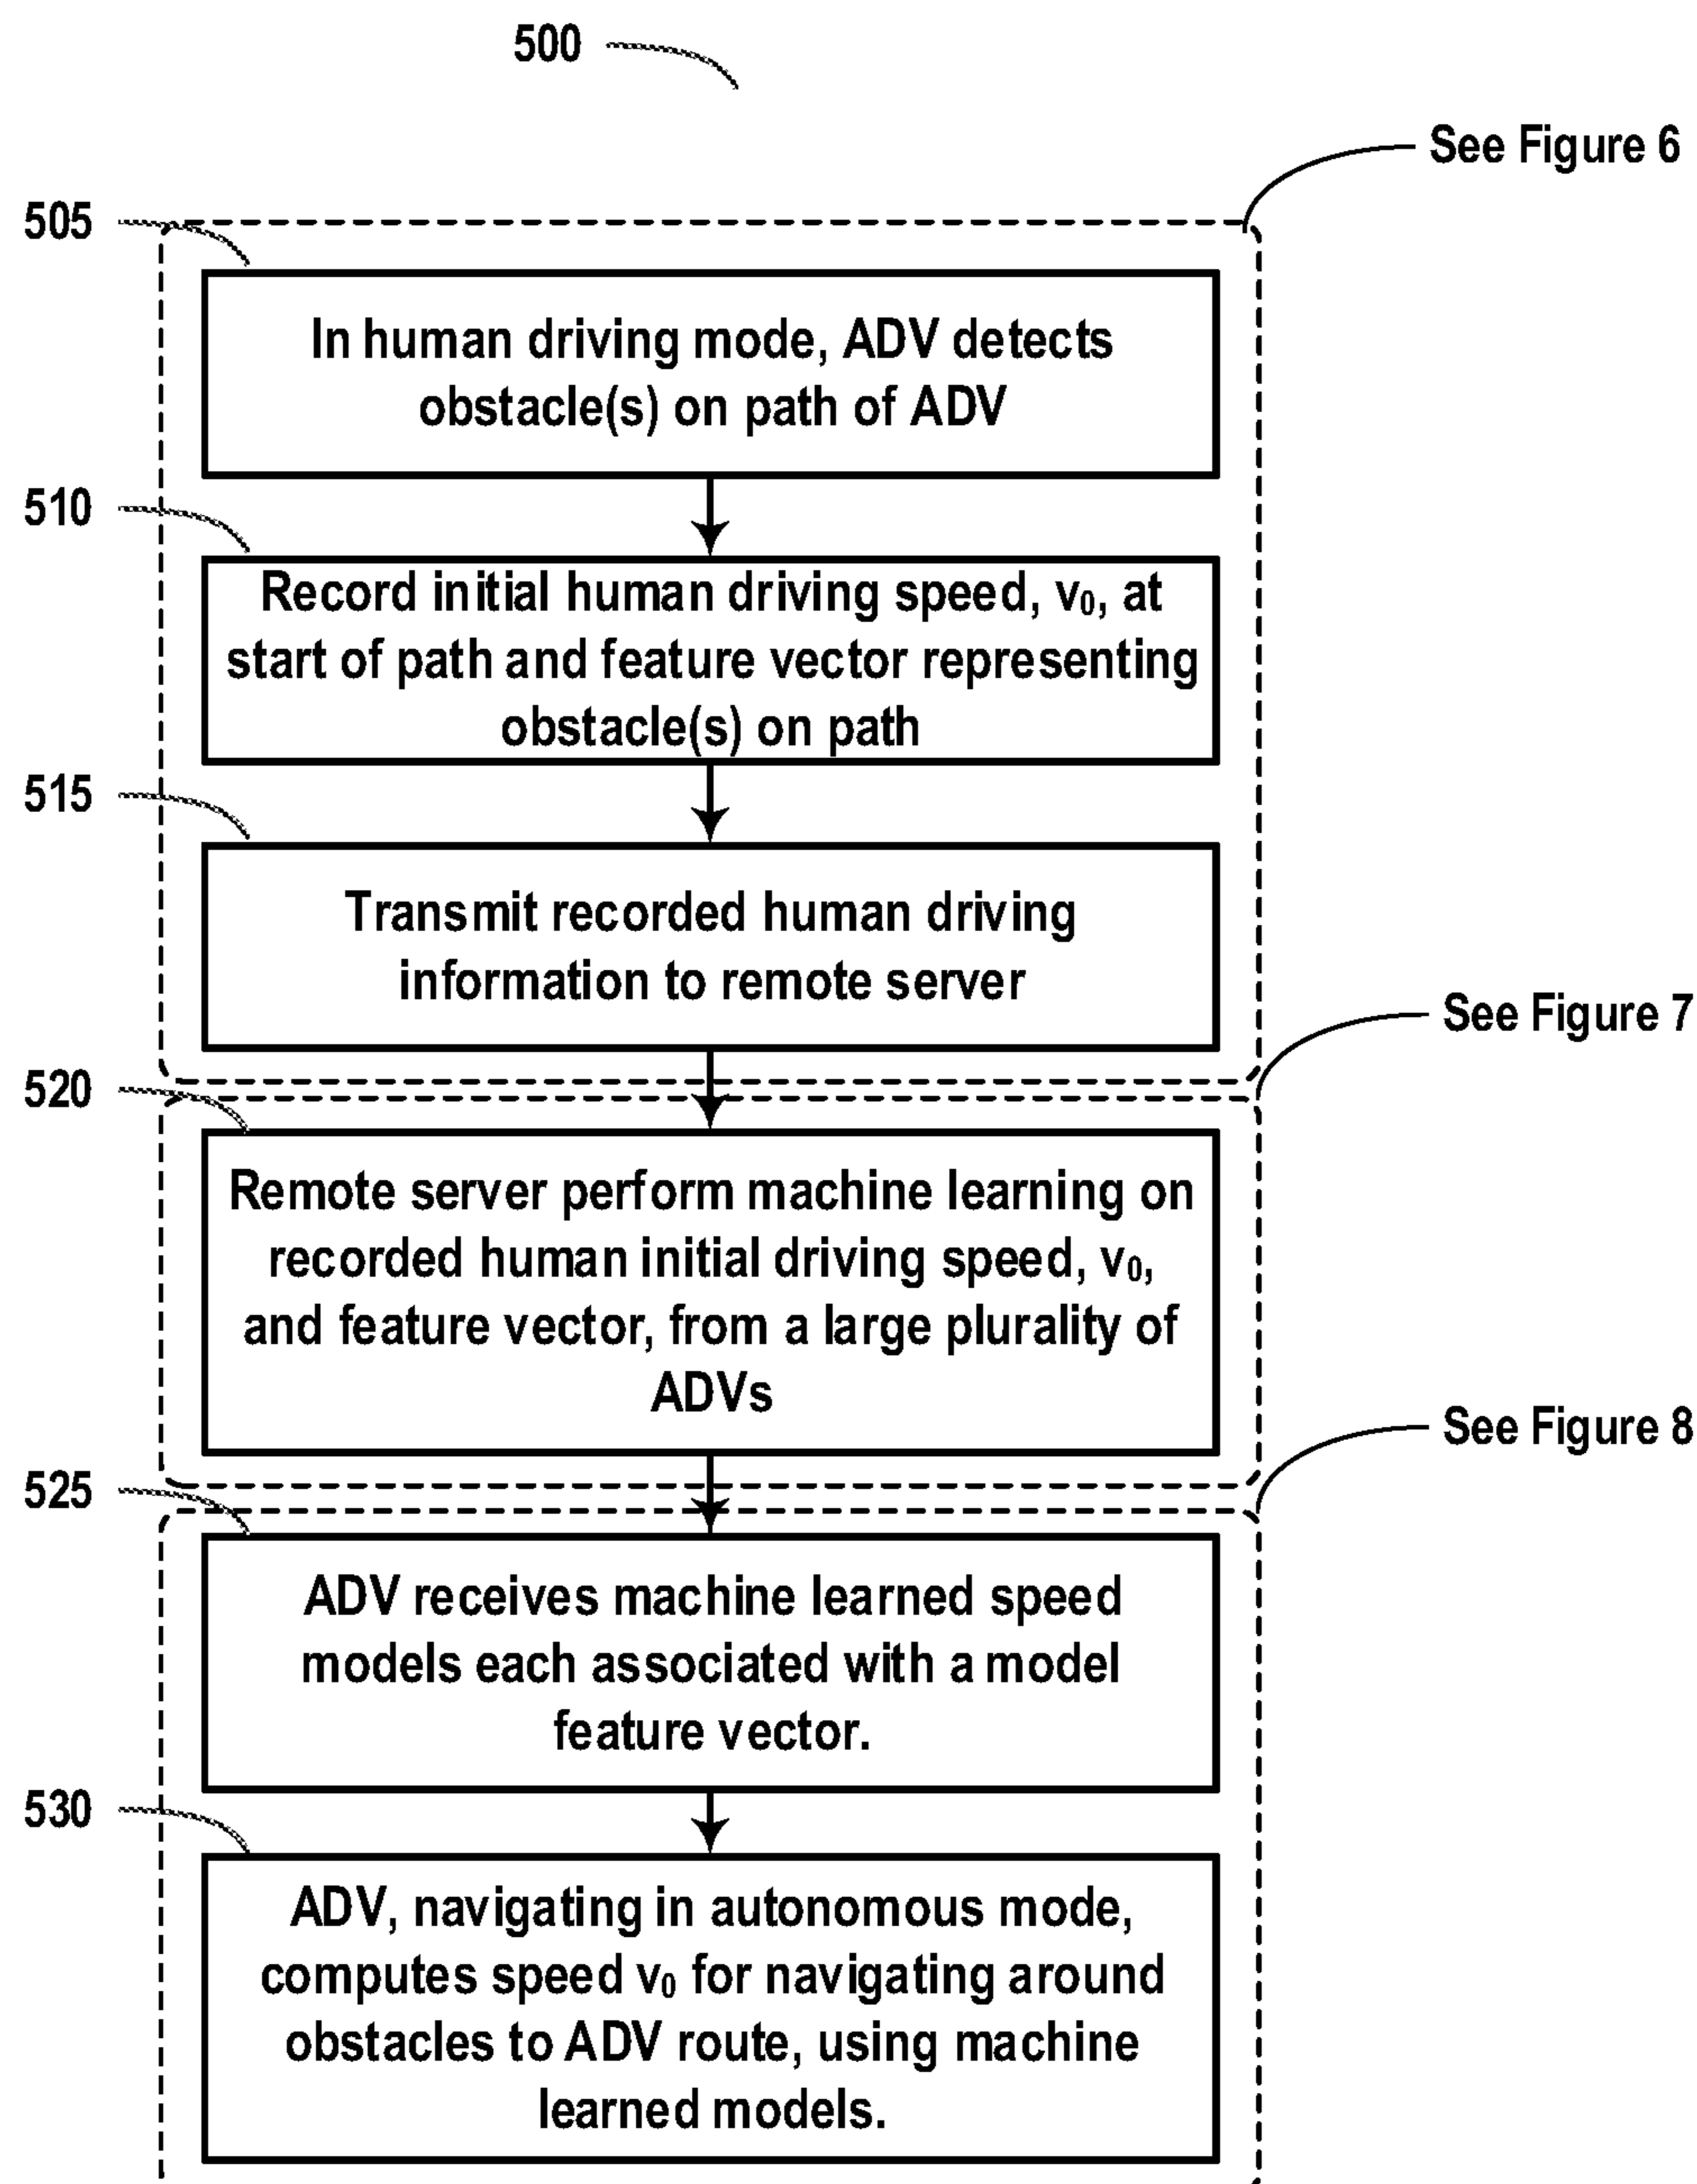 500
See Figure 6
505
In human driving mode, ADV detects
obstacle(s) on path of ADV
510
Record initial human driving speed, v₀, at
start of path and feature vector representing
obstacle(s) on path
515
Transmit recorded human driving
information to remote server
See Figure 7
520
Remote server perform machine learning on
recorded human initial driving speed, v₀,
and feature vector, from a large plurality of
ADVs
See Figure 8
525
ADV receives machine learned speed
models each associated with a model
feature vector.
530
ADV, navigating in autonomous mode,
computes speed v₀ for navigating around
obstacles to ADV route, using machine
learned models.